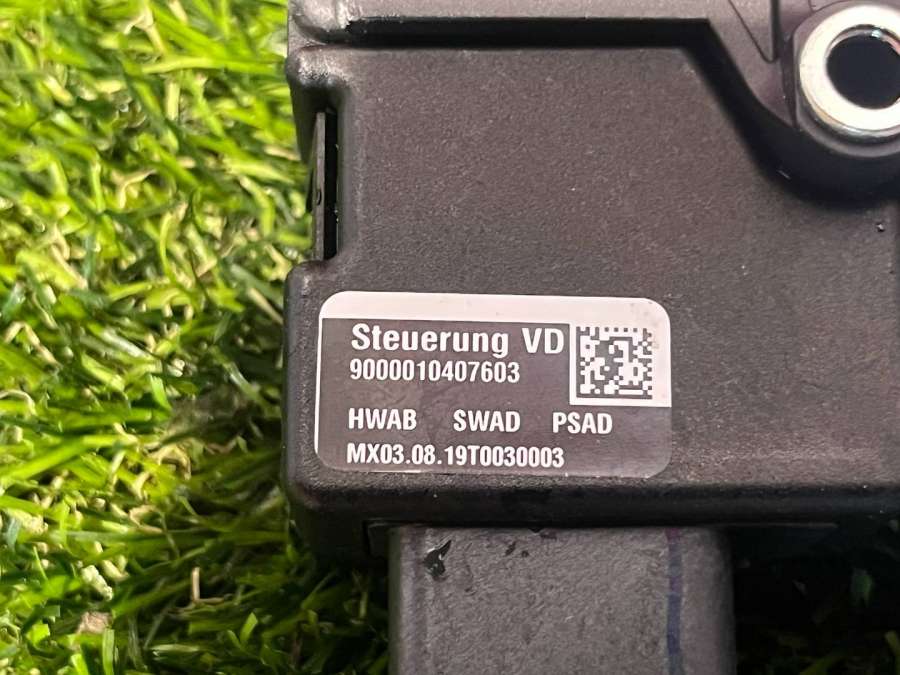 Steuerung VD
9000010407603
HWAB SWAD PSAD
MX03.08.19T0030003